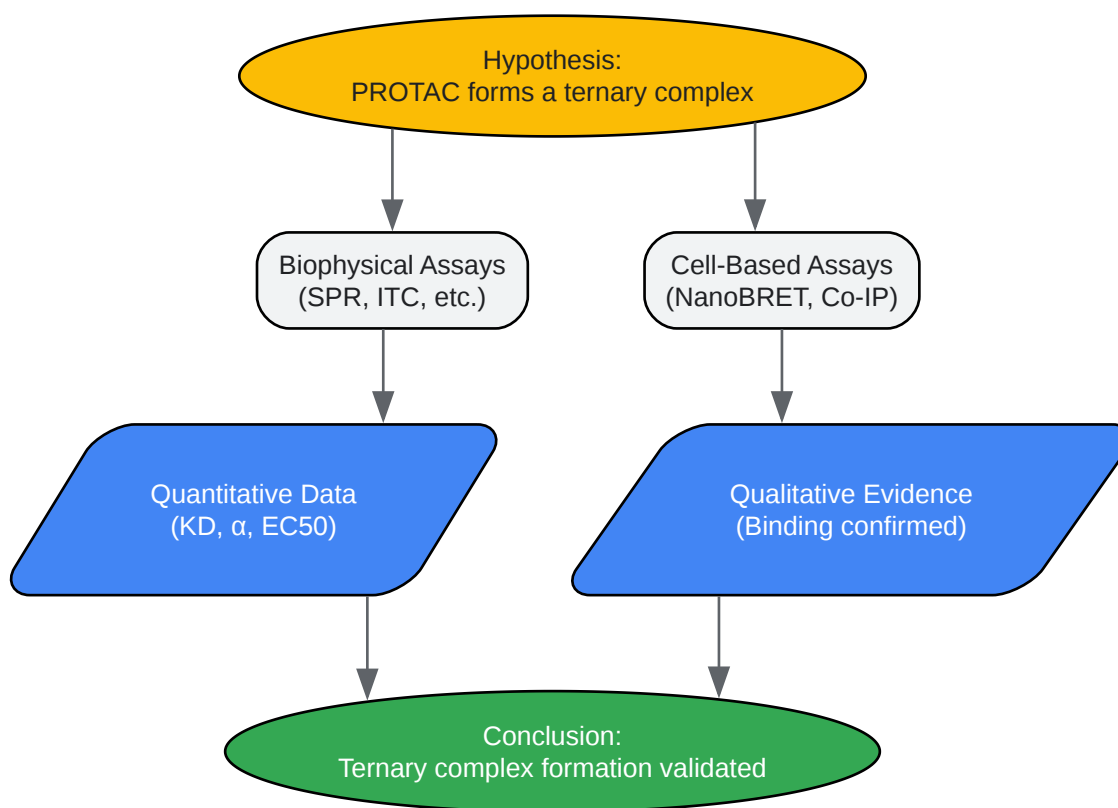 Hypothesis:
PROTAC forms a ternary complex
Biophysical Assays
(SPR, ITC, etc.)
Cell-Based Assays
(NanoBRET, Co-IP)
Quantitative Data
(KD, α, EC50)
Qualitative Evidence
(Binding confirmed)
Conclusion:
Ternary complex formation validated